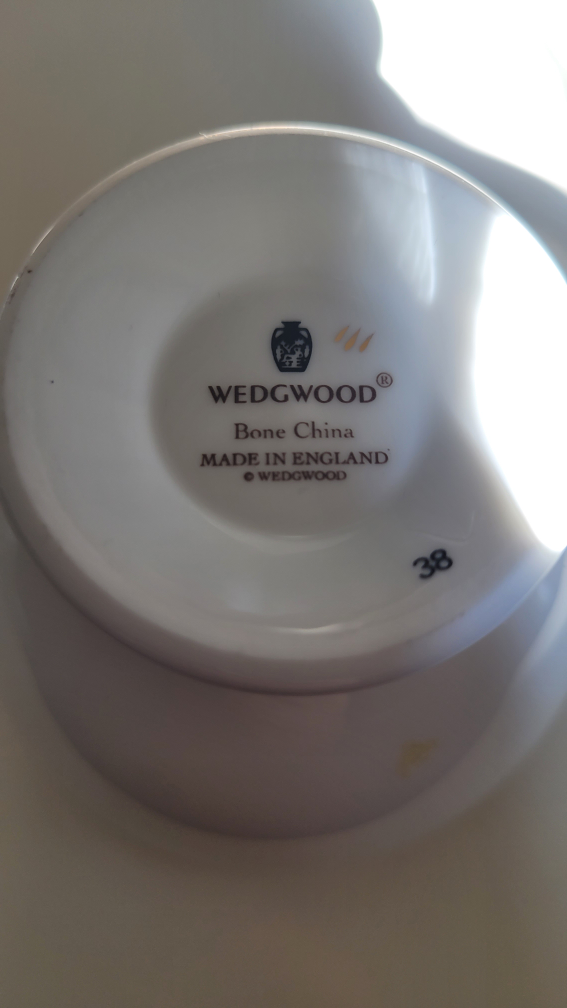 WEDGWOOD®
Bone China
MADE IN ENGLAND
© WEDGWOOD
38